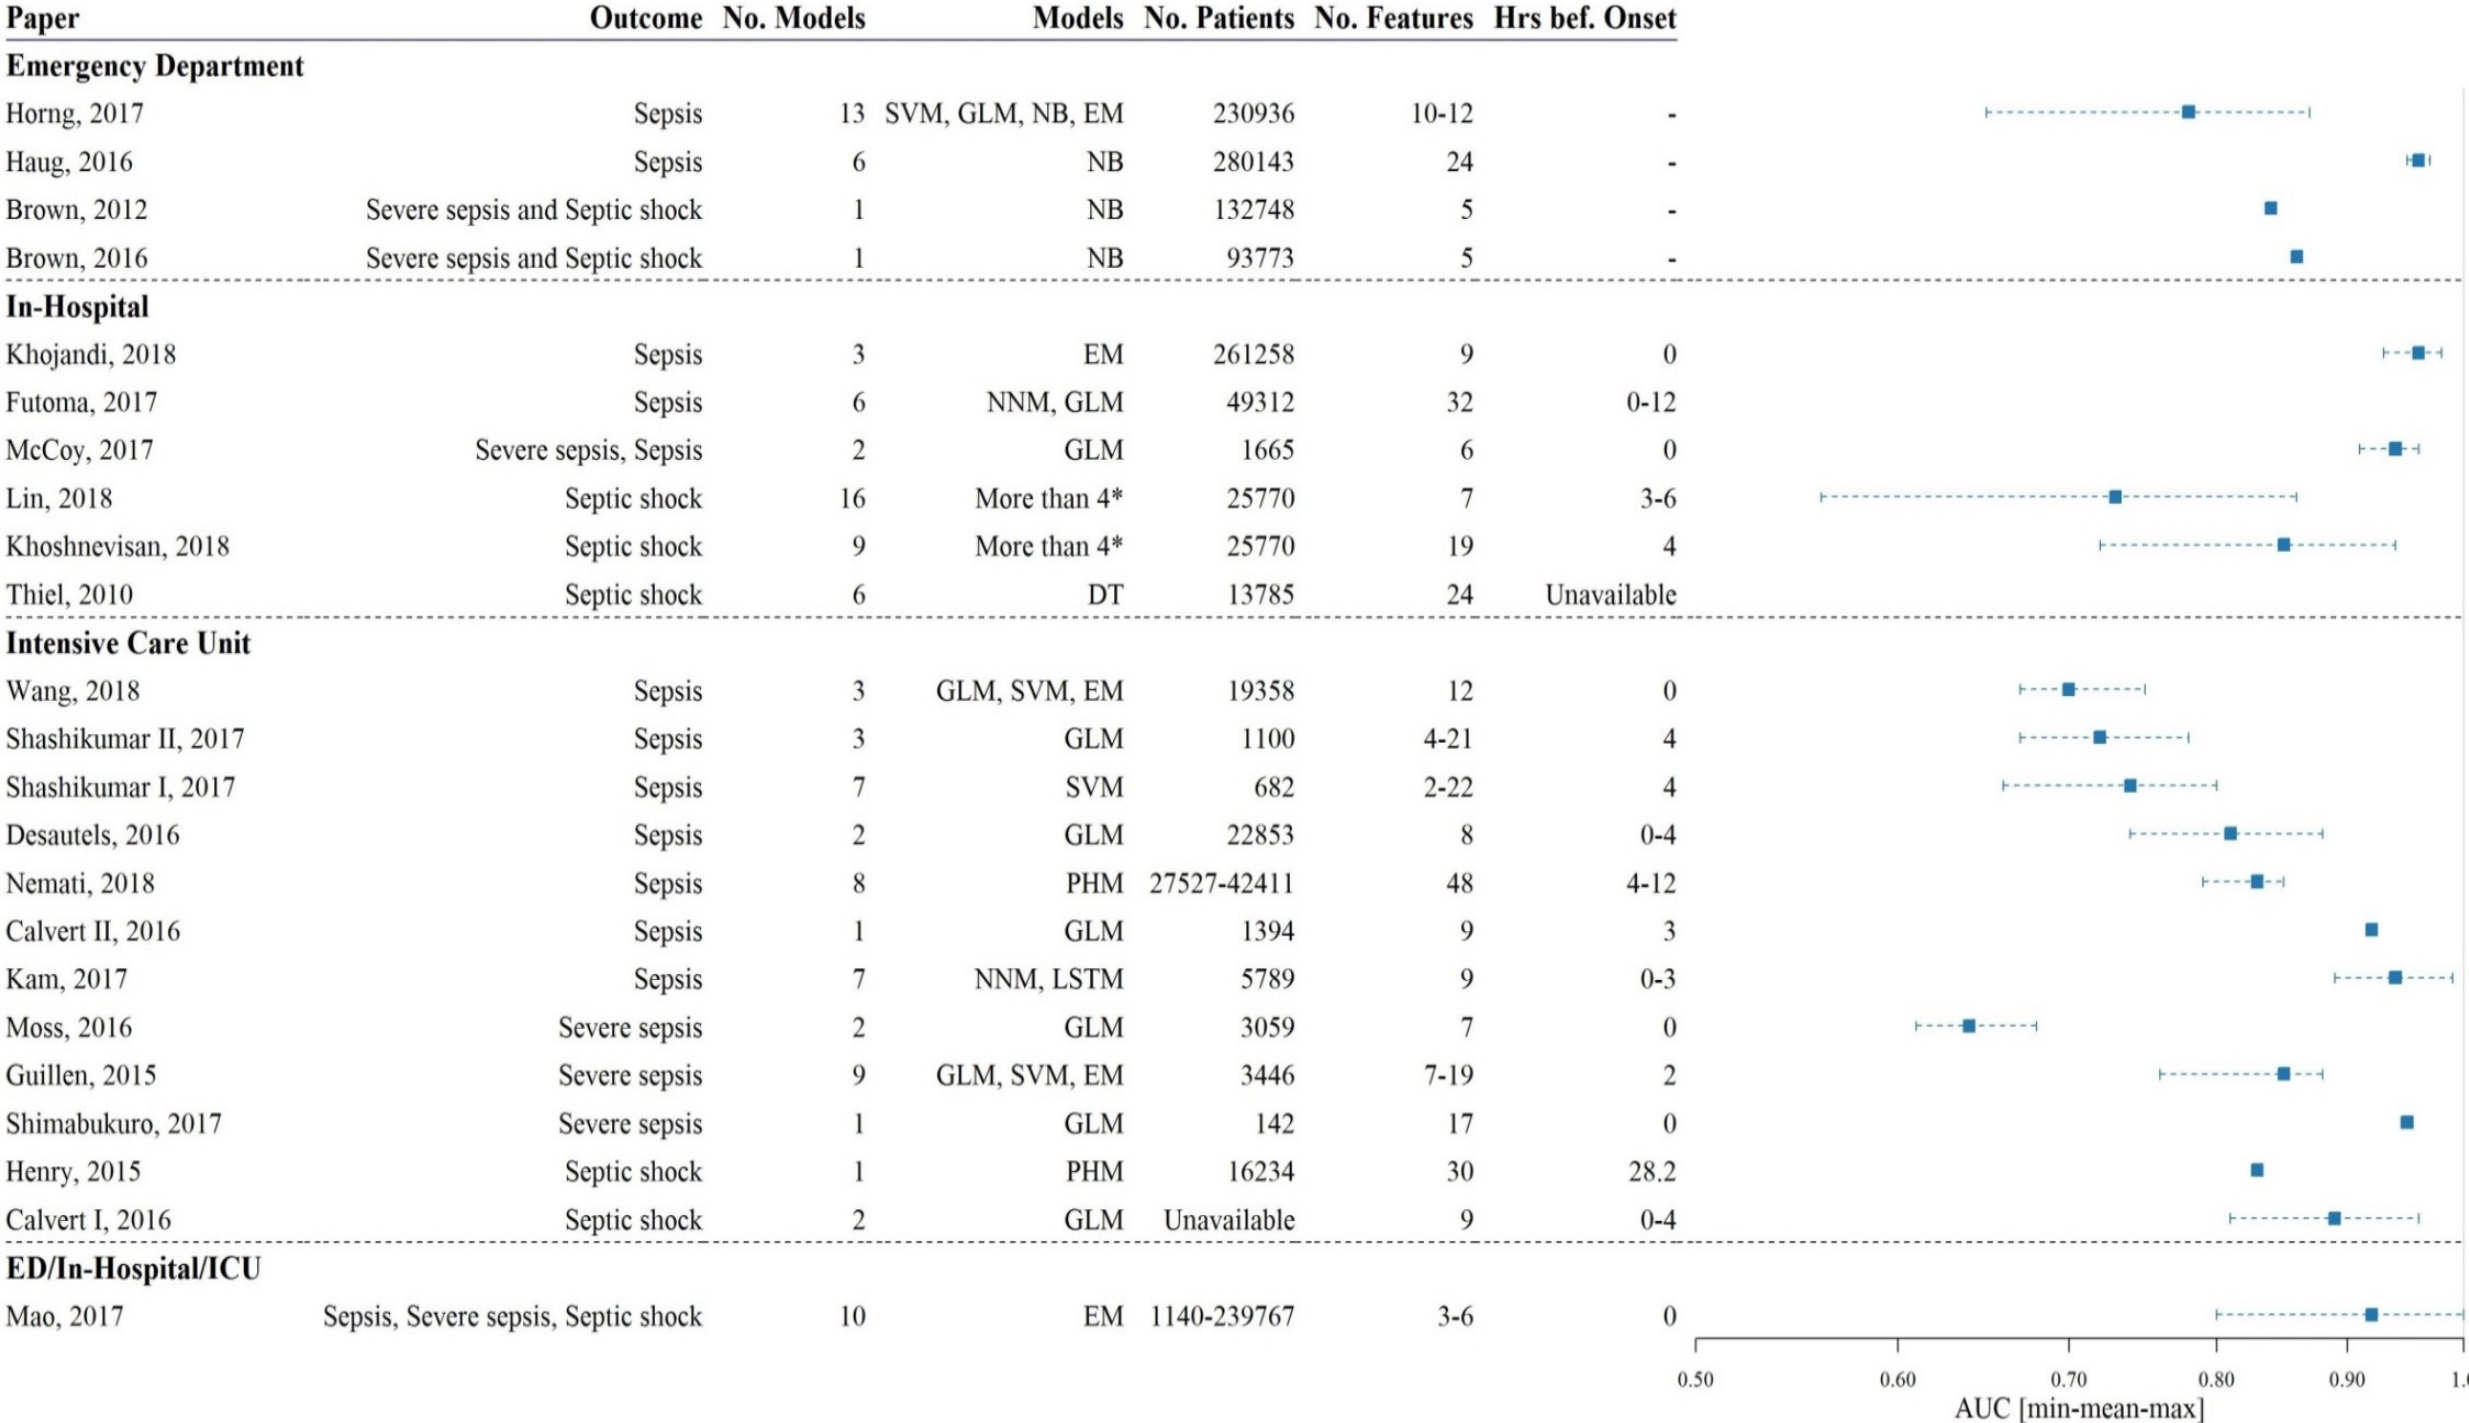 Paper Outcome No. Models Models No. Patients No. Features Hrs bef. Onset
Emergency Department
Horng, 2017 Sepsis 13 SVM, GLM, NB, EM 230936 10-12 -
Haug, 2016 Sepsis 6 NB 280143 24 -
Brown, 2012 Severe sepsis and Septic shock 1 NB 132748 5 -
Brown, 2016 Severe sepsis and Septic shock 1 NB 93773 5 -
In-Hospital
Khojandi, 2018 Sepsis 3 EM 261258 9 0
Futoma, 2017 Sepsis 6 NNM, GLM 49312 32 0-12
McCoy, 2017 Severe sepsis, Sepsis 2 GLM 1665 6 0
Lin, 2018 Septic shock 16 More than 4* 25770 7 3-6
Khoshnevisan, 2018 Septic shock 9 More than 4* 25770 19 4
Thiel, 2010 Septic shock 6 DT 13785 24 Unavailable
Intensive Care Unit
Wang, 2018 Sepsis 3 GLM, SVM, EM 19358 12 0
Shashikumar II, 2017 Sepsis 3 GLM 1100 4-21 4
Shashikumar I, 2017 Sepsis 7 SVM 682 2-22 4
Desautels, 2016 Sepsis 2 GLM 22853 8 0-4
Nemati, 2018 Sepsis 8 PHM 27527-42411 48 4-12
Calvert II, 2016 Sepsis 1 GLM 1394 9 3
Kam, 2017 Sepsis 7 NNM, LSTM 5789 9 0-3
Moss, 2016 Severe sepsis 2 GLM 3059 7 0
Guillen, 2015 Severe sepsis 9 GLM, SVM, EM 3446 7-19 2
Shimabukuro, 2017 Severe sepsis 1 GLM 142 17 0
Henry, 2015 Septic shock 1 PHM 16234 30 28.2
Calvert I, 2016 Septic shock 2 GLM Unavailable 9 0-4
ED/In-Hospital/ICU
Mao, 2017 Sepsis, Severe sepsis, Septic shock 10 EM 1140-239767 3-6 0
0.50 0.60 0.70 0.80 0.90
AUC [min-mean-max]